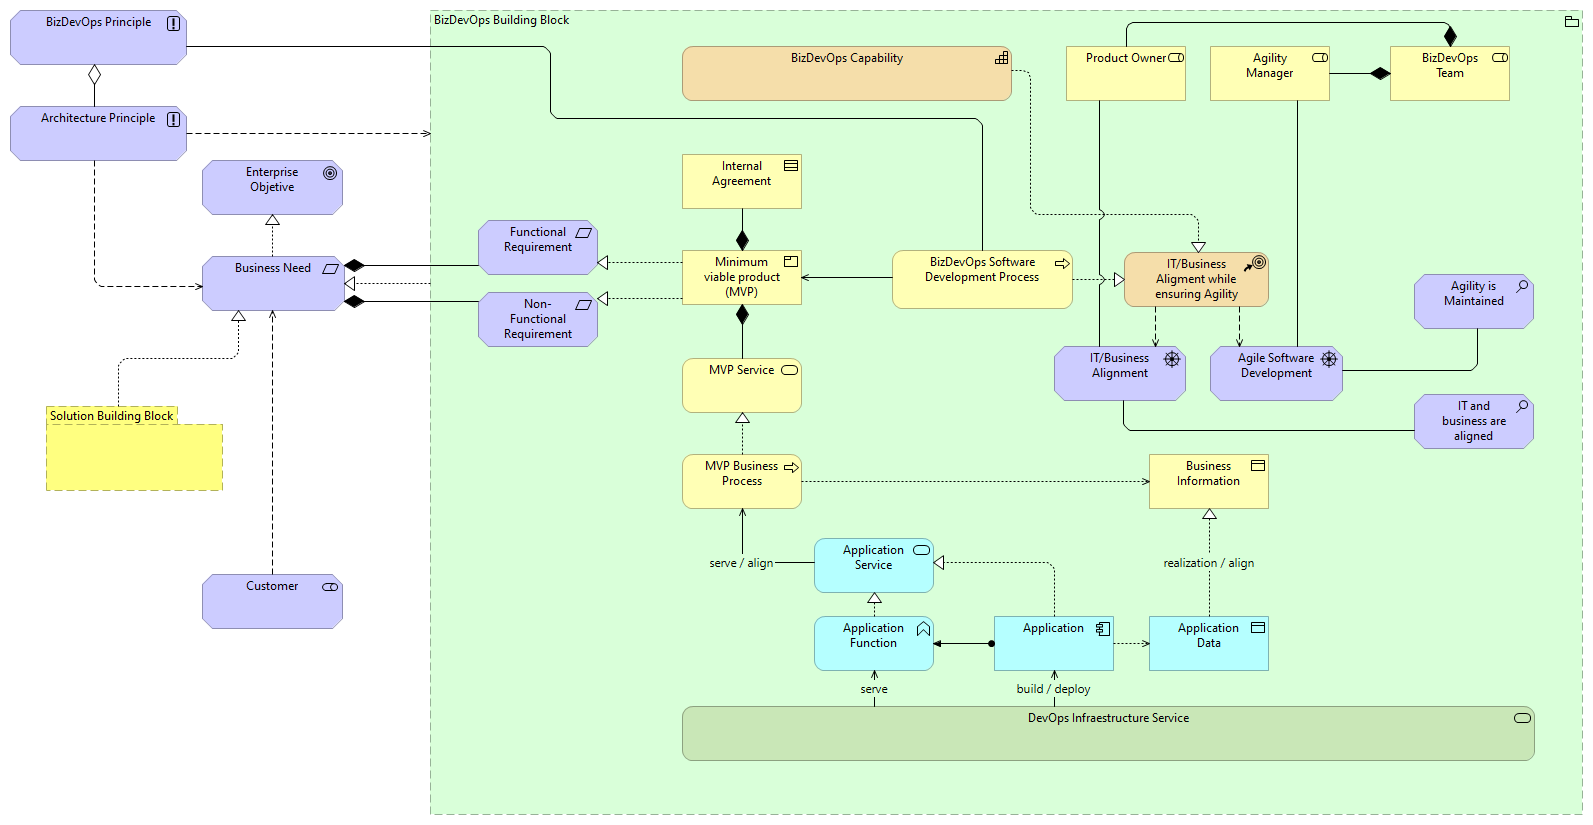 BizDevOps Principle
BizDevOps Building Block
BizDevOps Capability
Product Owner
Agility
Manager
BizDevOps
Team
Architecture Principle
Enterprise
Objetive
Internal
Agreement
Functional
Requirement
Business Need
Minimum
viable product
(MVP)
BizDevOps Software
Development Process
IT/Business
Aligment while
ensuring Agility
Agility is
Maintained
Non-
Functional
Requirement
MVP Service
IT/Business
Alignment
Agile Software
Development
Solution Building Block
IT and
business are
aligned
MVP Business
Process
Business
Information
Application
Service
serve / align
realization / align
Customer
Application
Function
Application
Application
Data
serve
build / deploy
DevOps Infraestructure Service